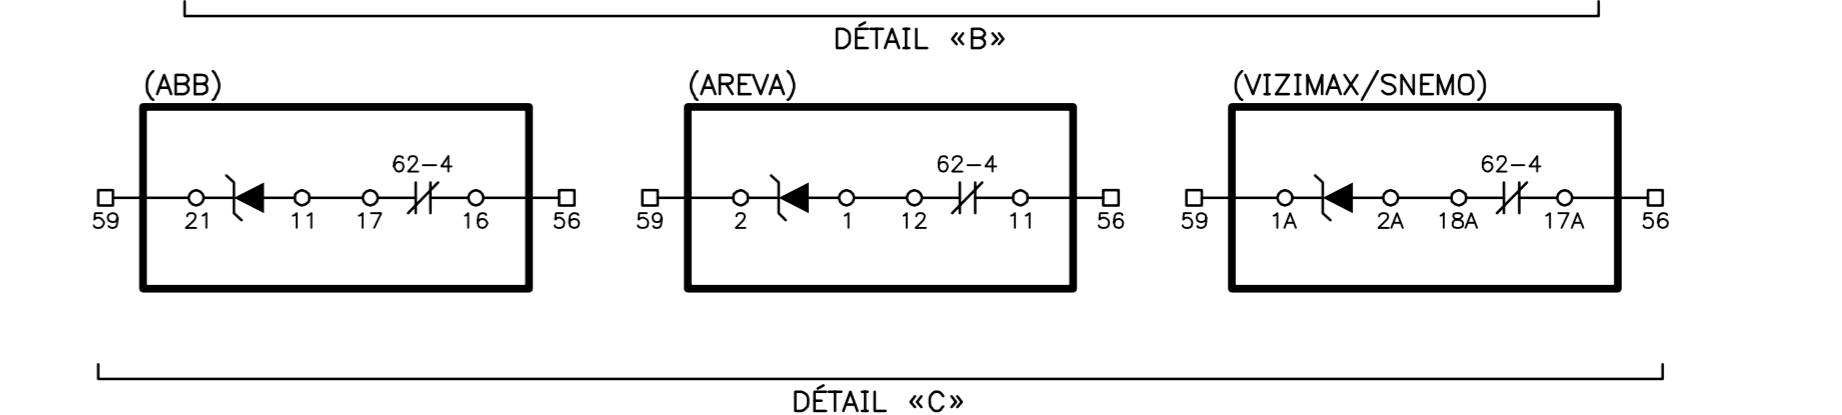 DÉTAIL «B»
(ABB) (AREVA) (VIZIMAX/SNEMO)
62-4 62-4 62-4
59 21 11 17 16 56 59 2 1 12 11 56 59 1A 2A 18A 17A 56
DÉTAIL «C»